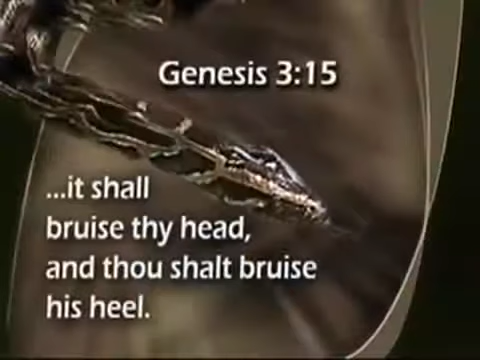 Genesis 3:15
...it shall
bruise thy head,
and thou shalt bruise
his heel.